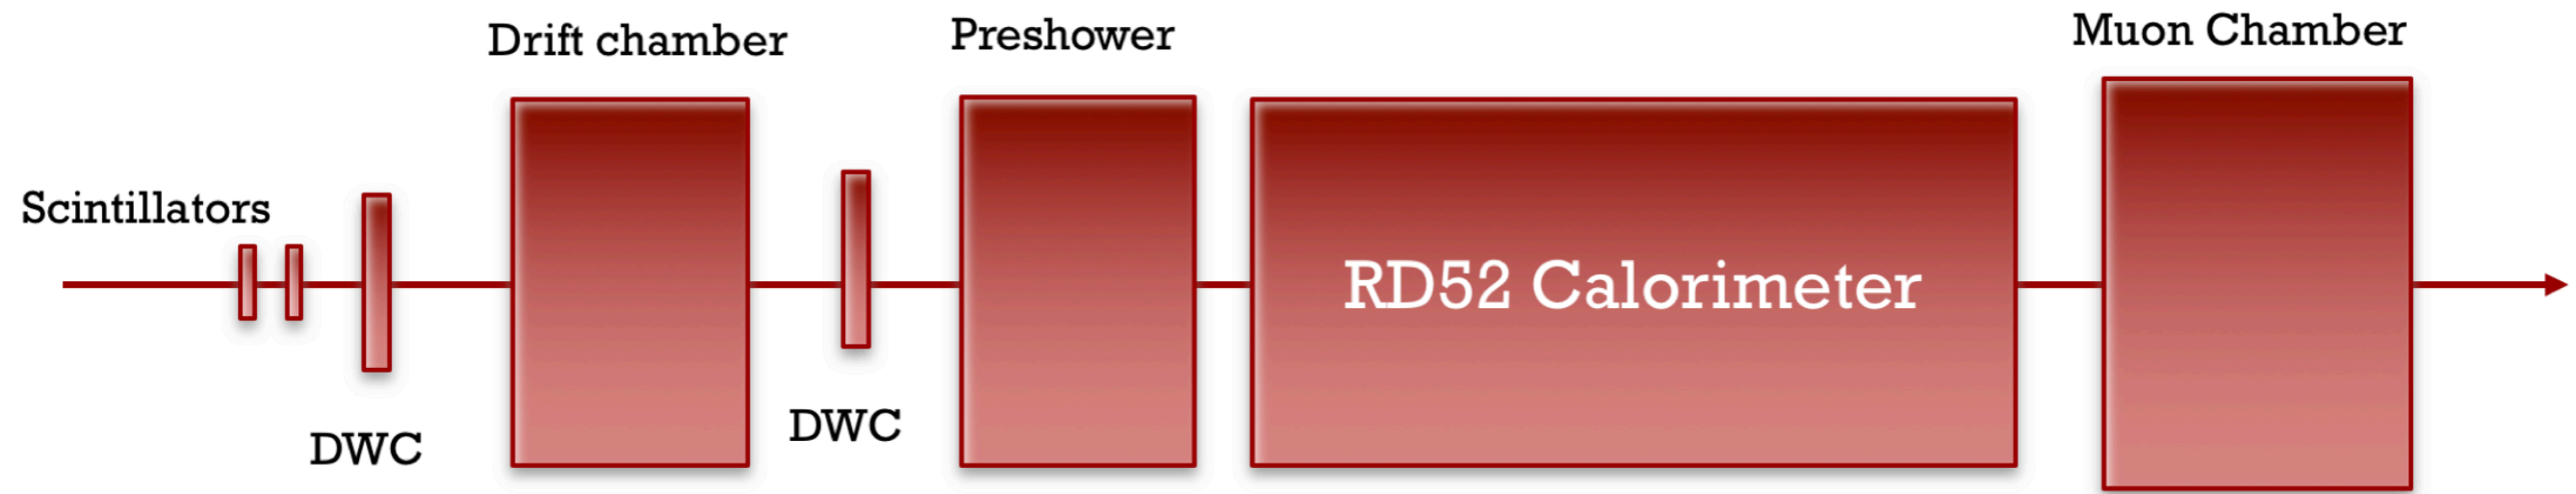 Drift chamber
Preshower
Muon Chamber
Scintillators
RD52 Calorimeter
DWC
DWC